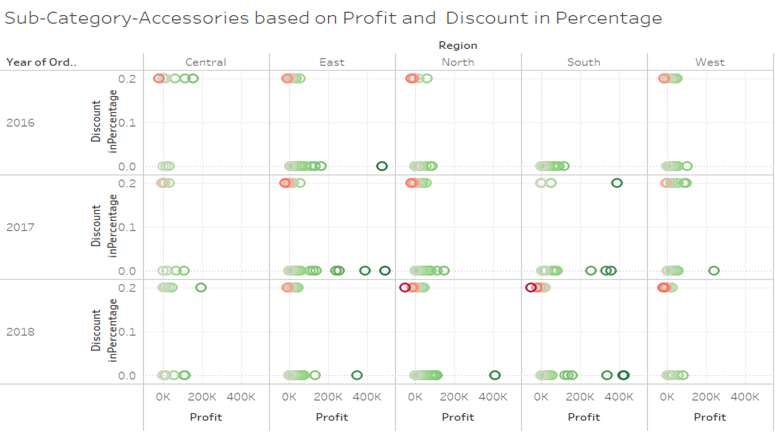 Sub-Category-Accessories based on Profit and  Discount in Percentage
Region
Year of Ord.. Central East North South West
2016 Discount inPercentage 0.2 0.1 0.0
2017 Discount inPercentage 0.2 0.1 0.0
2018 Discount inPercentage 0.2 0.1 0.0
0K 200K 400K 0K 200K 400K 0K 200K 400K 0K 200K 400K 0K 200K 400K
Profit Profit Profit Profit Profit